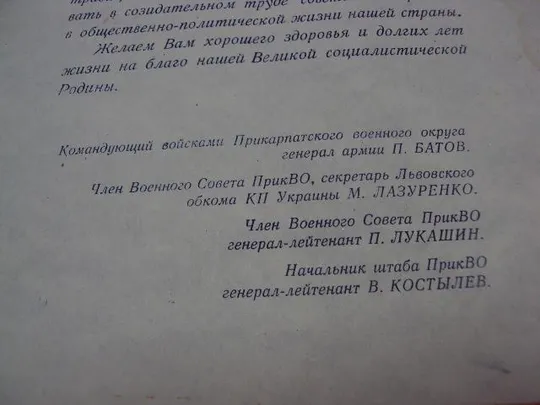 вать в созидательном труде
в общественно-политической жизни нашей страны.
Желаем Вам хорошего здоровья и долгих лет
жизни на благо нашей Великой социалистической
Родины.
Командующий войсками Прикарпатского военного округа
генерал армии П. БАТОВ.
Член Военного Совета ПрикВО, секретарь Львовского
обкома КП Украины М. ЛАЗУРЕНКО.
Член Военного Совета ПрикВО
генерал-лейтенант П. ЛУКАШИН.
Начальник штаба ПрикВО
генерал-лейтенант В. КОСТЫЛЕВ.